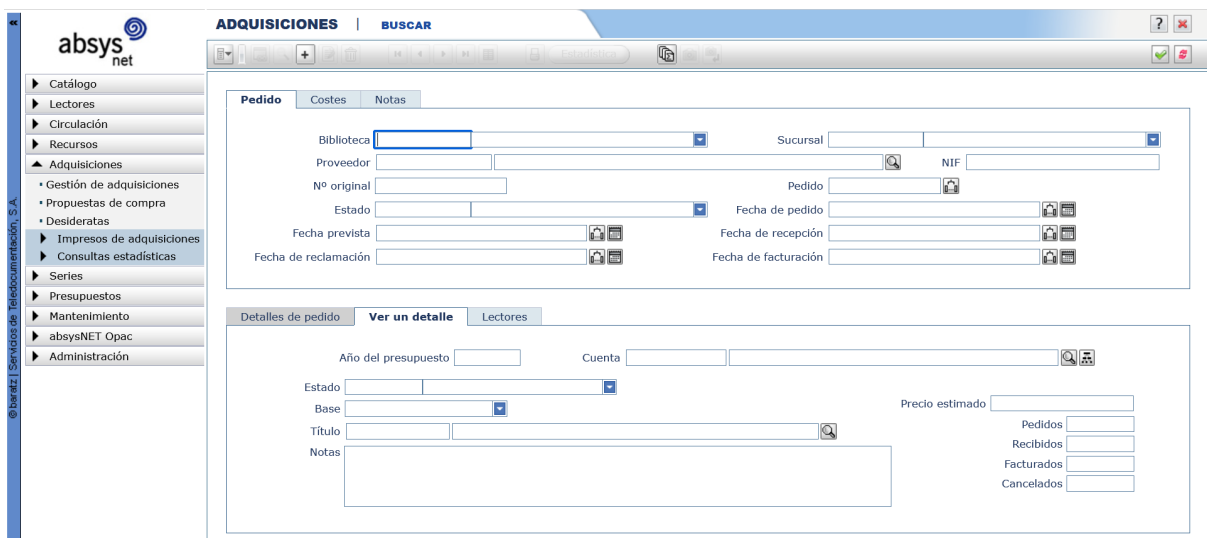 «
absys
net
ADQUISICIONES | BUSCAR
?
Estadística
Catálogo
Lectores
Circulación
Recursos
Adquisiciones
Gestión de adquisiciones
Propuestas de compra
Desideratas
Impresos de adquisiciones
Consultas estadísticas
Series
Presupuestos
Mantenimiento
absysNET Opac
Administración
© baratz | Servicios de Teledocumentación, S.A.
Pedido Costes Notas
Biblioteca Sucursal
Proveedor NIF
Nº original Pedido
Estado Fecha de pedido
Fecha prevista Fecha de recepción
Fecha de reclamación Fecha de facturación
Detalles de pedido Ver un detalle Lectores
Año del presupuesto Cuenta
Estado
Base Precio estimado
Título Pedidos
Recibidos
Notas
Facturados
Cancelados